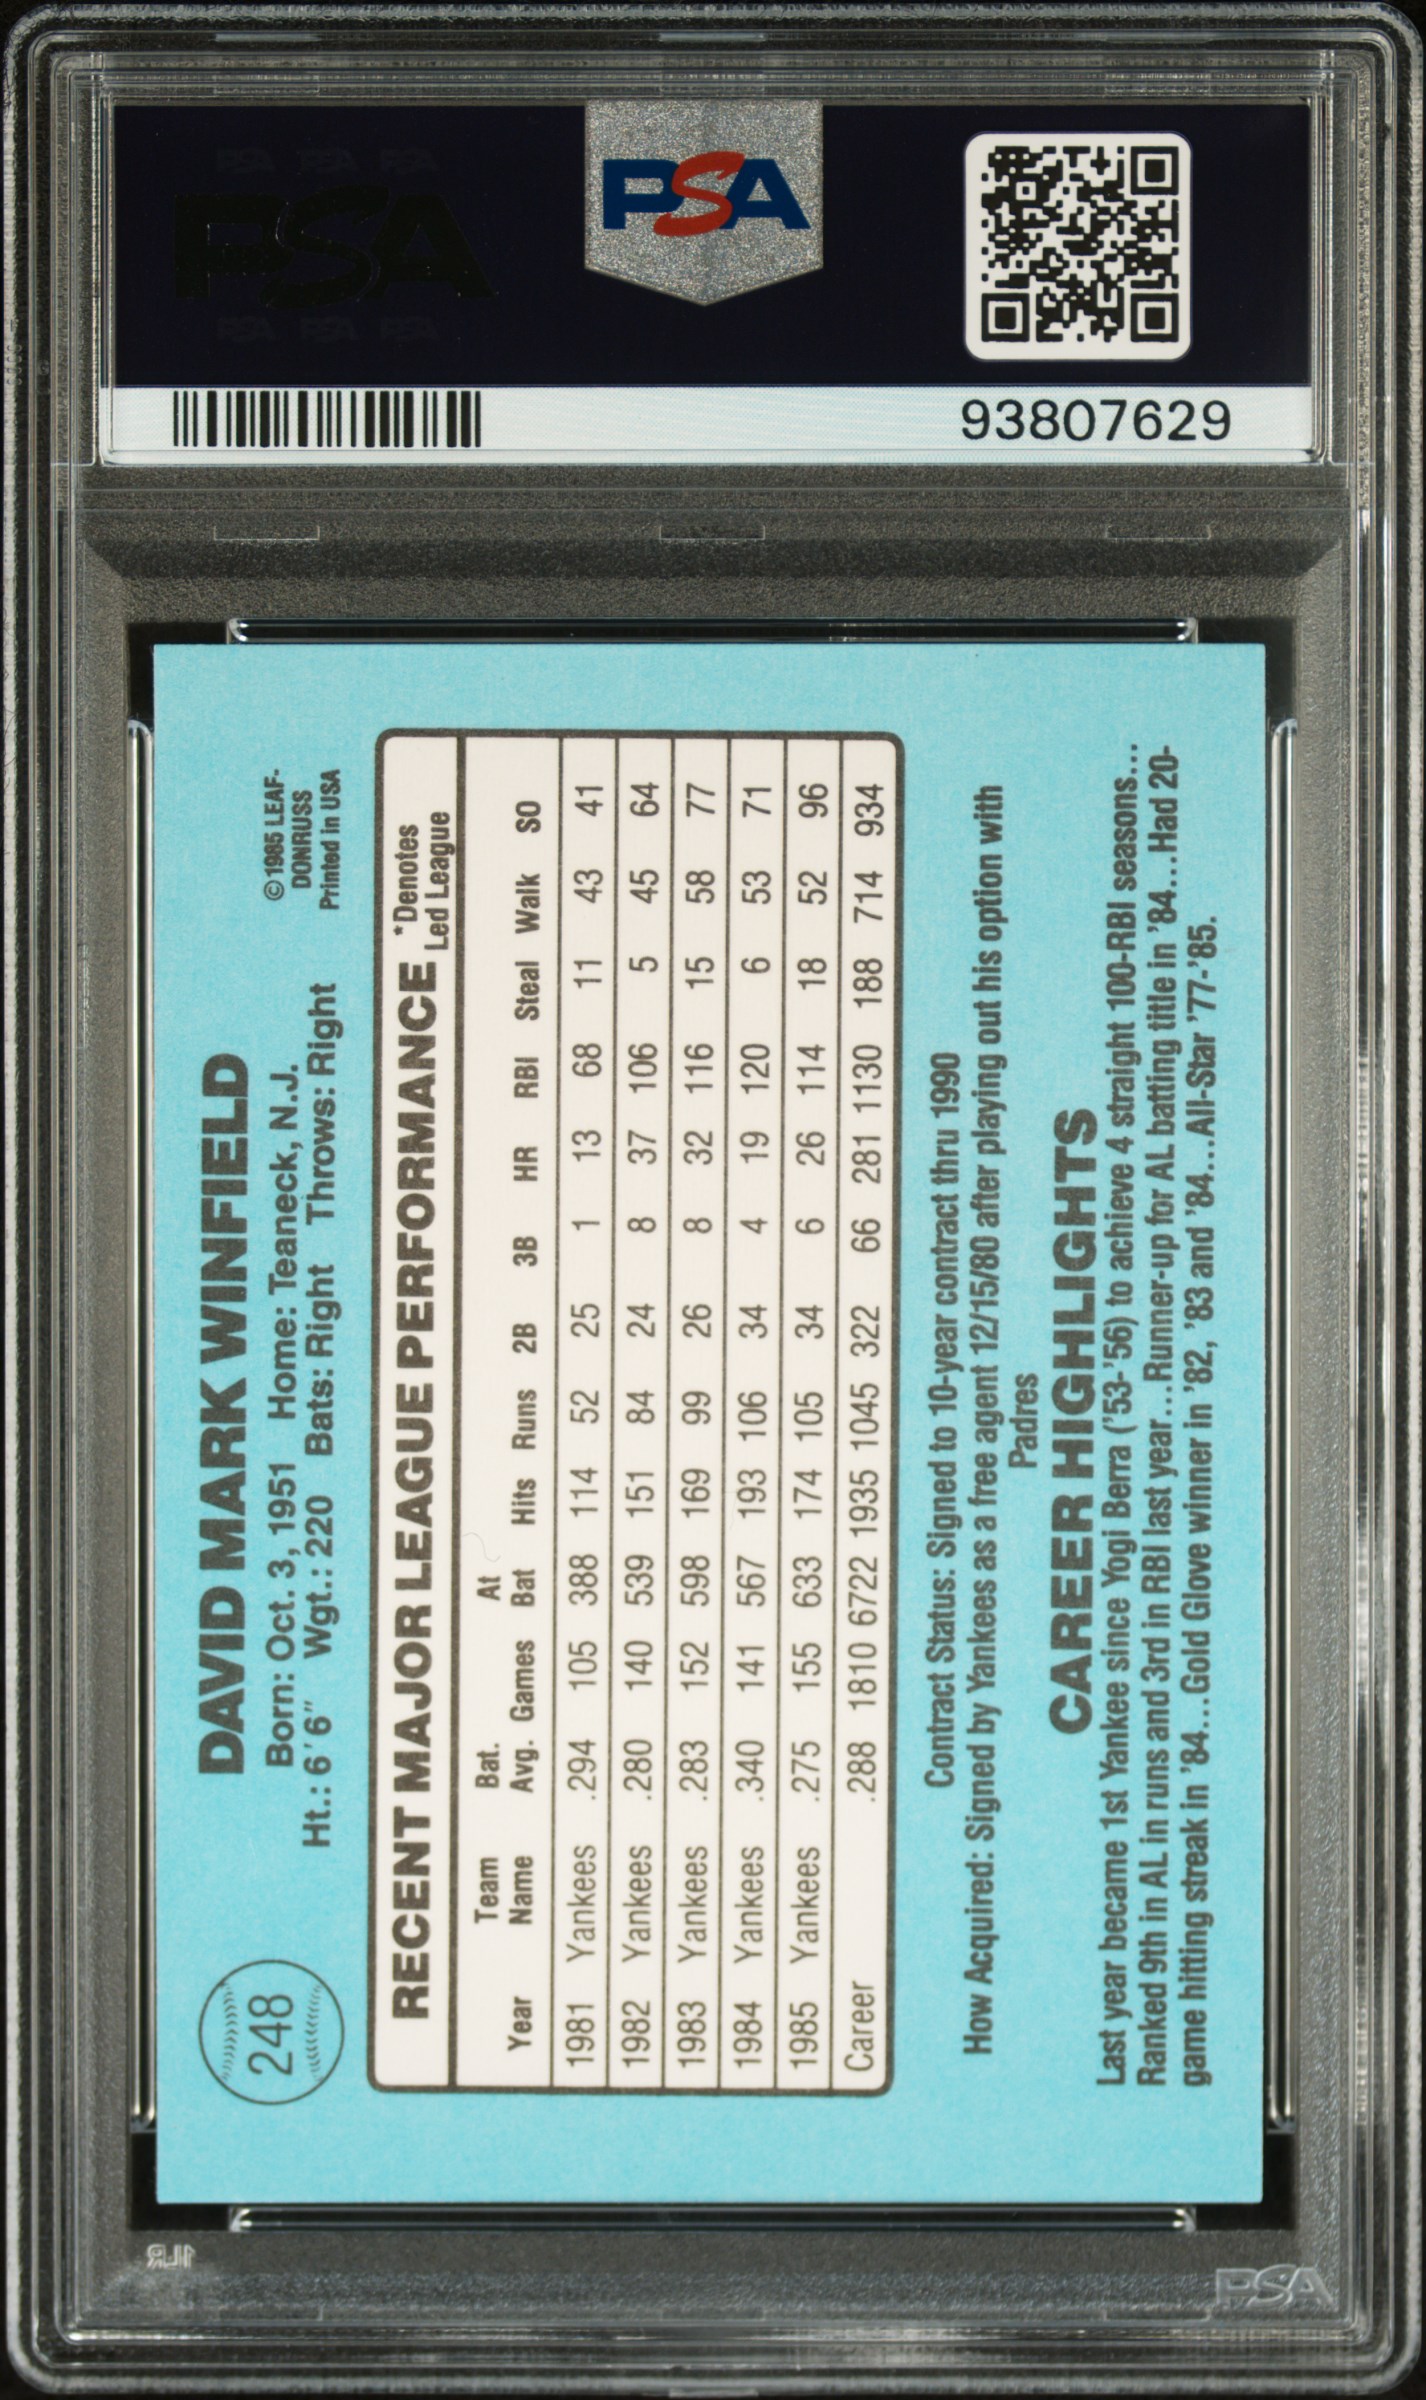 PSA
PSA PSA PSA
PSA
PSA PSA PSA
93807629
248
DAVID MARK WINFIELD
Born: Oct. 3, 1951 Home: Teaneck, N.J.
Ht.: 6'6" Wgt.: 220 Bats: Right Throws: Right
©1985 LEAF-
DONRUSS
Printed in USA
RECENT MAJOR LEAGUE PERFORMANCE
*Denotes
Led League
Year Team Name Bat. Avg. Games At Bat Hits Runs 2B 3B HR RBI Steal Walk SO
1981 Yankees .294 105 388 114 52 25 1 13 68 11 43 41
1982 Yankees .280 140 539 151 84 24 8 37 106 5 45 64
1983 Yankees .283 152 598 169 99 26 8 32 116 15 58 77
1984 Yankees .340 141 567 193 106 34 4 19 120 6 53 71
1985 Yankees .275 155 633 174 105 34 6 26 114 18 52 96
Career .288 1810 6722 1935 1045 322 66 281 1130 188 714 934
Contract Status: Signed to 10-year contract thru 1990
How Acquired: Signed by Yankees as a free agent 12/15/80 after playing out his option with
Padres
CAREER HIGHLIGHTS
Last year became 1st Yankee since Yogi Berra ('53-'56) to achieve 4 straight 100-RBI seasons...
Ranked 9th in AL in runs and 3rd in RBI last year...Runner-up for AL batting title in '84...Had 20-
game hitting streak in '84...Gold Glove winner in '82, '83 and '84...All-Star '77-'85.
1LR
PSA